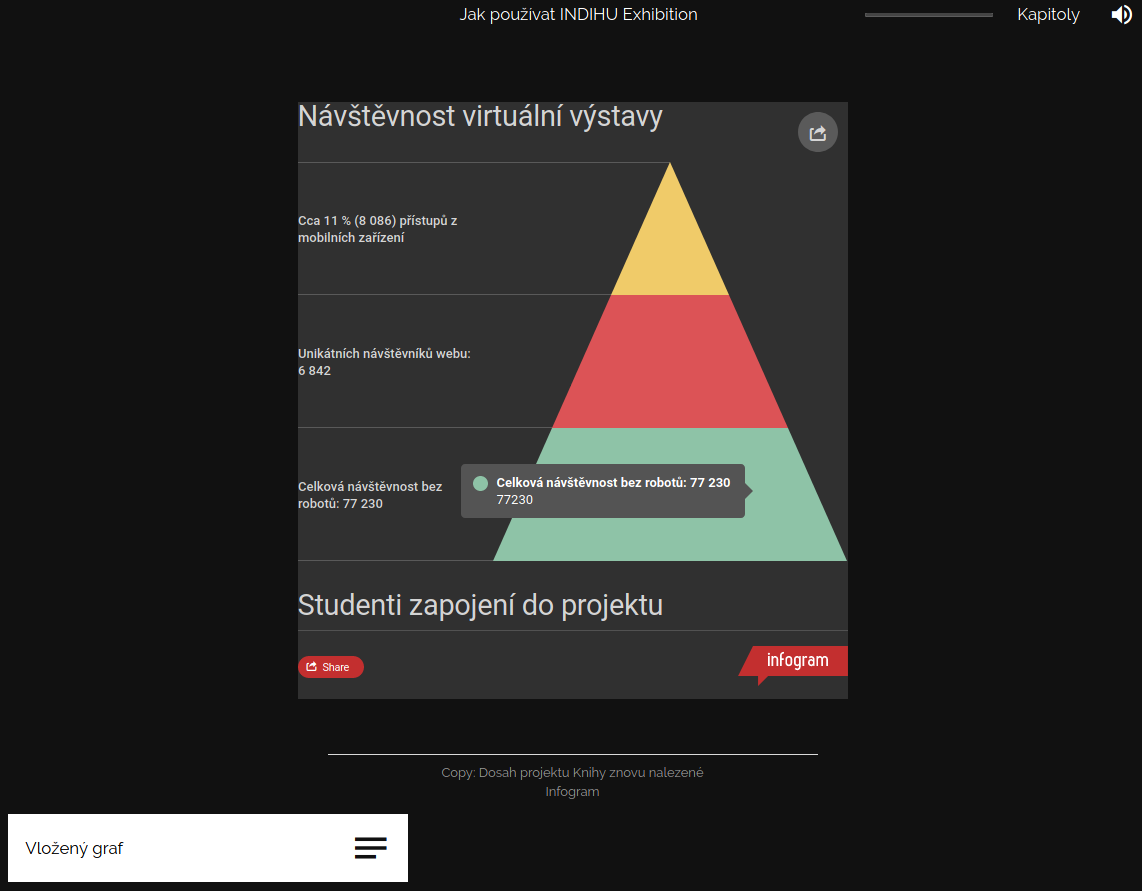 Jak používat INDIHU Exhibition
Kapitoly
Návštěvnost virtuální výstavy
Cca 11 % (8 086) přístupů z
mobilních zařízení
Unikátních návštěvníků webu:
6 842
Celková návštěvnost bez
robotů: 77 230
Celková návštěvnost bez robotů: 77 230
77230
Studenti zapojení do projektu
Share
infogram
Copy: Dosah projektu Knihy znovu nalezené
Infogram
Vložený graf